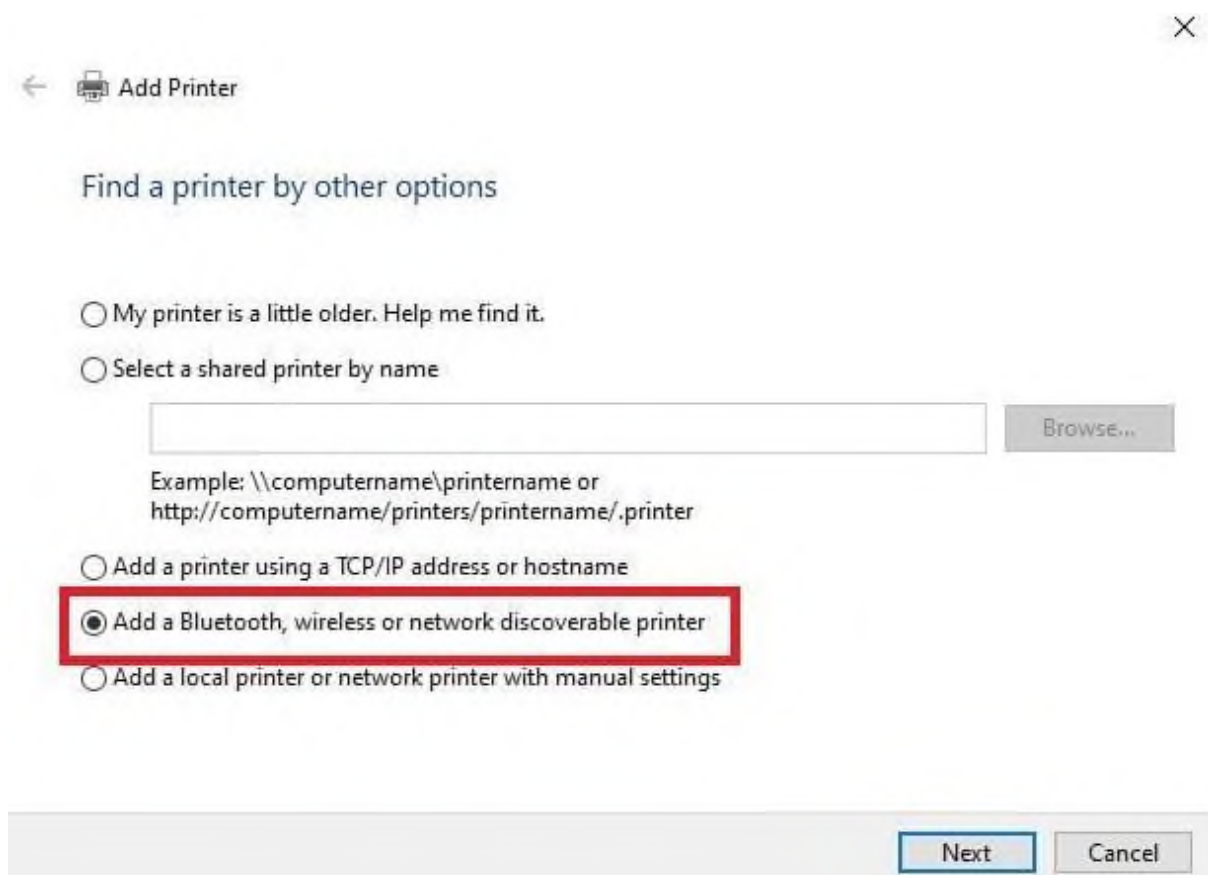 Add Printer
Find a printer by other options
My printer is a little older. Help me find it.
Select a shared printer by name
Browse...
Example: \\computername\printername or
http://computername/printers/printername/.printer
Add a printer using a TCP/IP address or hostname
Add a Bluetooth, wireless or network discoverable printer
Add a local printer or network printer with manual settings
Next
Cancel